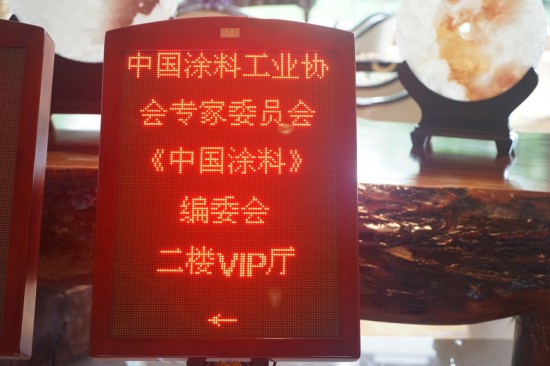 中国涂料工业协
会专家委员会
《中国涂料》
编委会
二楼VIP厅
←